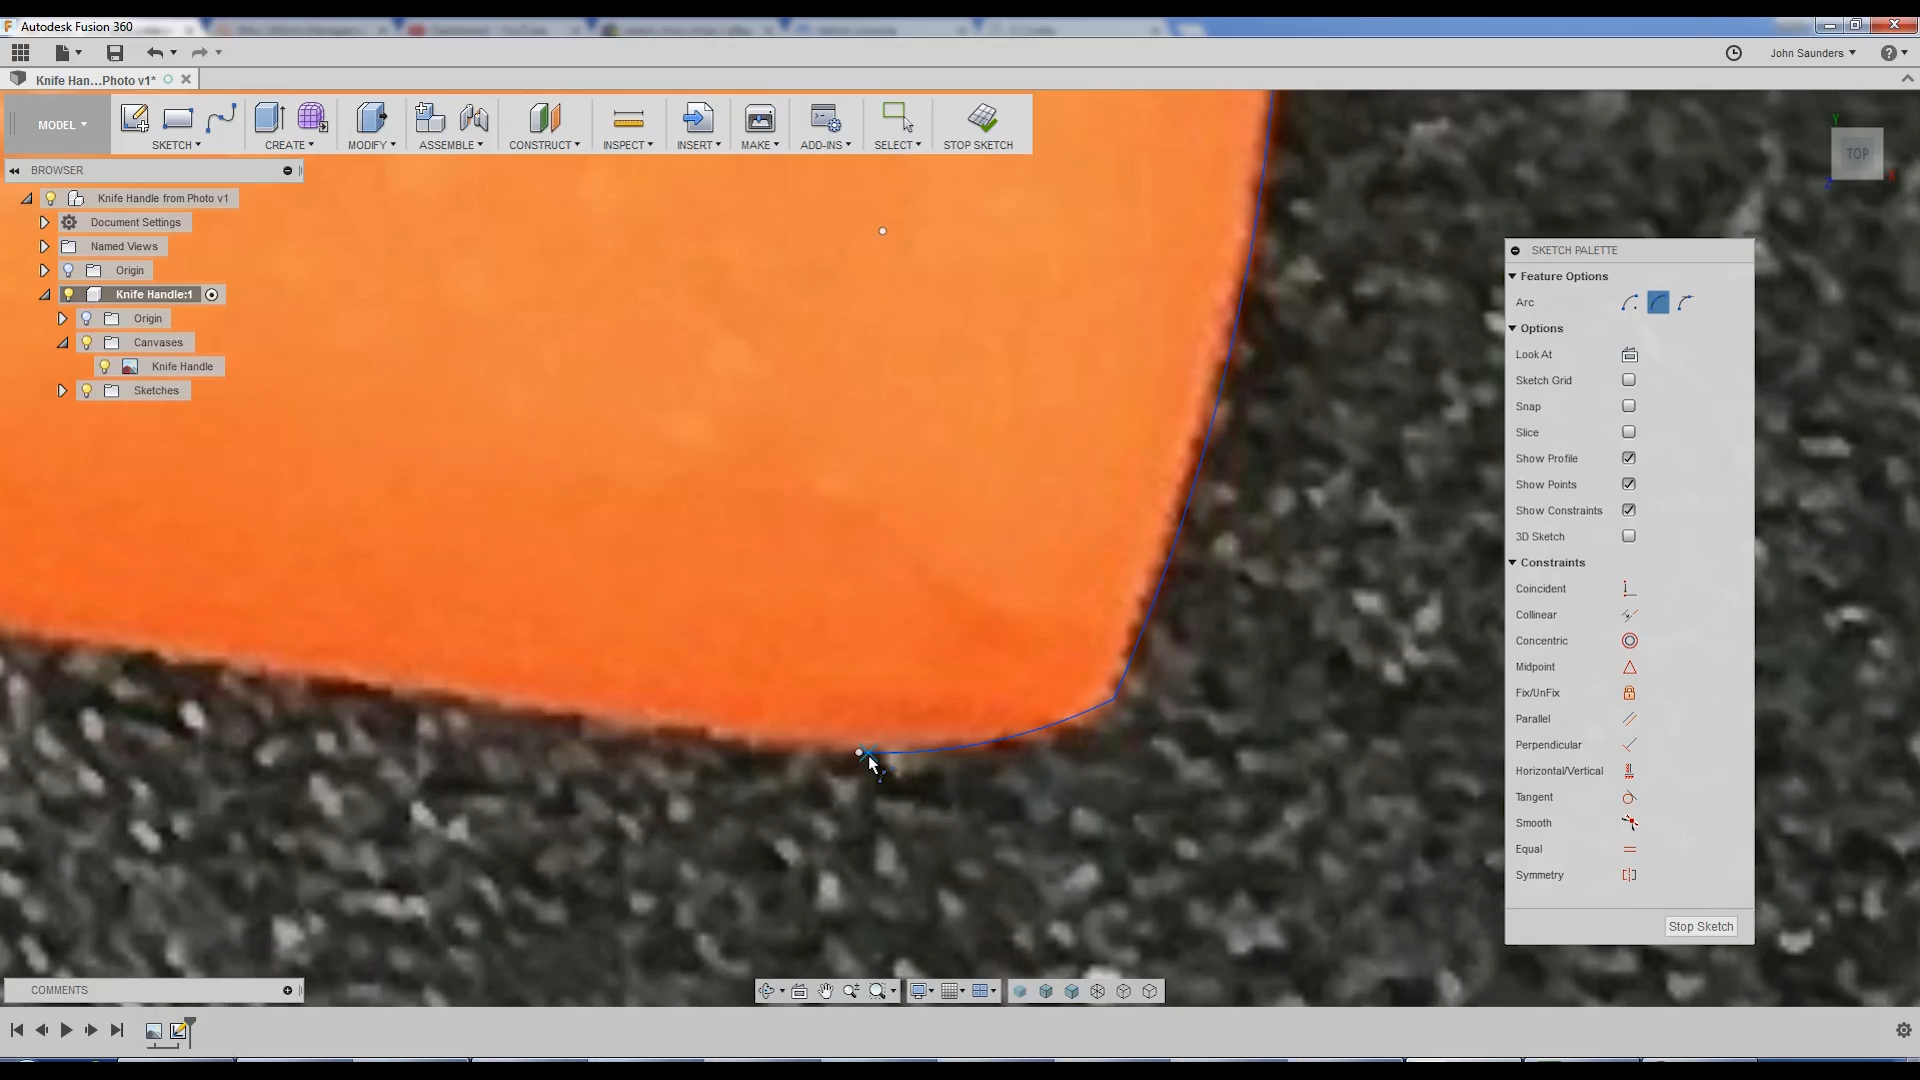 Autodesk Fusion 360
John Saunders
Knife Han...Photo v1*
MODEL
SKETCH
CREATE
MODIFY
ASSEMBLE
CONSTRUCT
INSPECT
INSERT
MAKE
ADD-INS
SELECT
STOP SKETCH
BROWSER
Knife Handle from Photo v1
Document Settings
Named Views
Origin
Knife Handle:1
Origin
Canvases
Knife Handle
Sketches
Y
TOP
X
Z
SKETCH PALETTE
Feature Options
Arc
Options
Look At
Sketch Grid
Snap
Slice
Show Profile
Show Points
Show Constraints
3D Sketch
Constraints
Coincident
Collinear
Concentric
Midpoint
Fix/UnFix
Parallel
Perpendicular
Horizontal/Vertical
Tangent
Smooth
Equal
Symmetry
Stop Sketch
COMMENTS